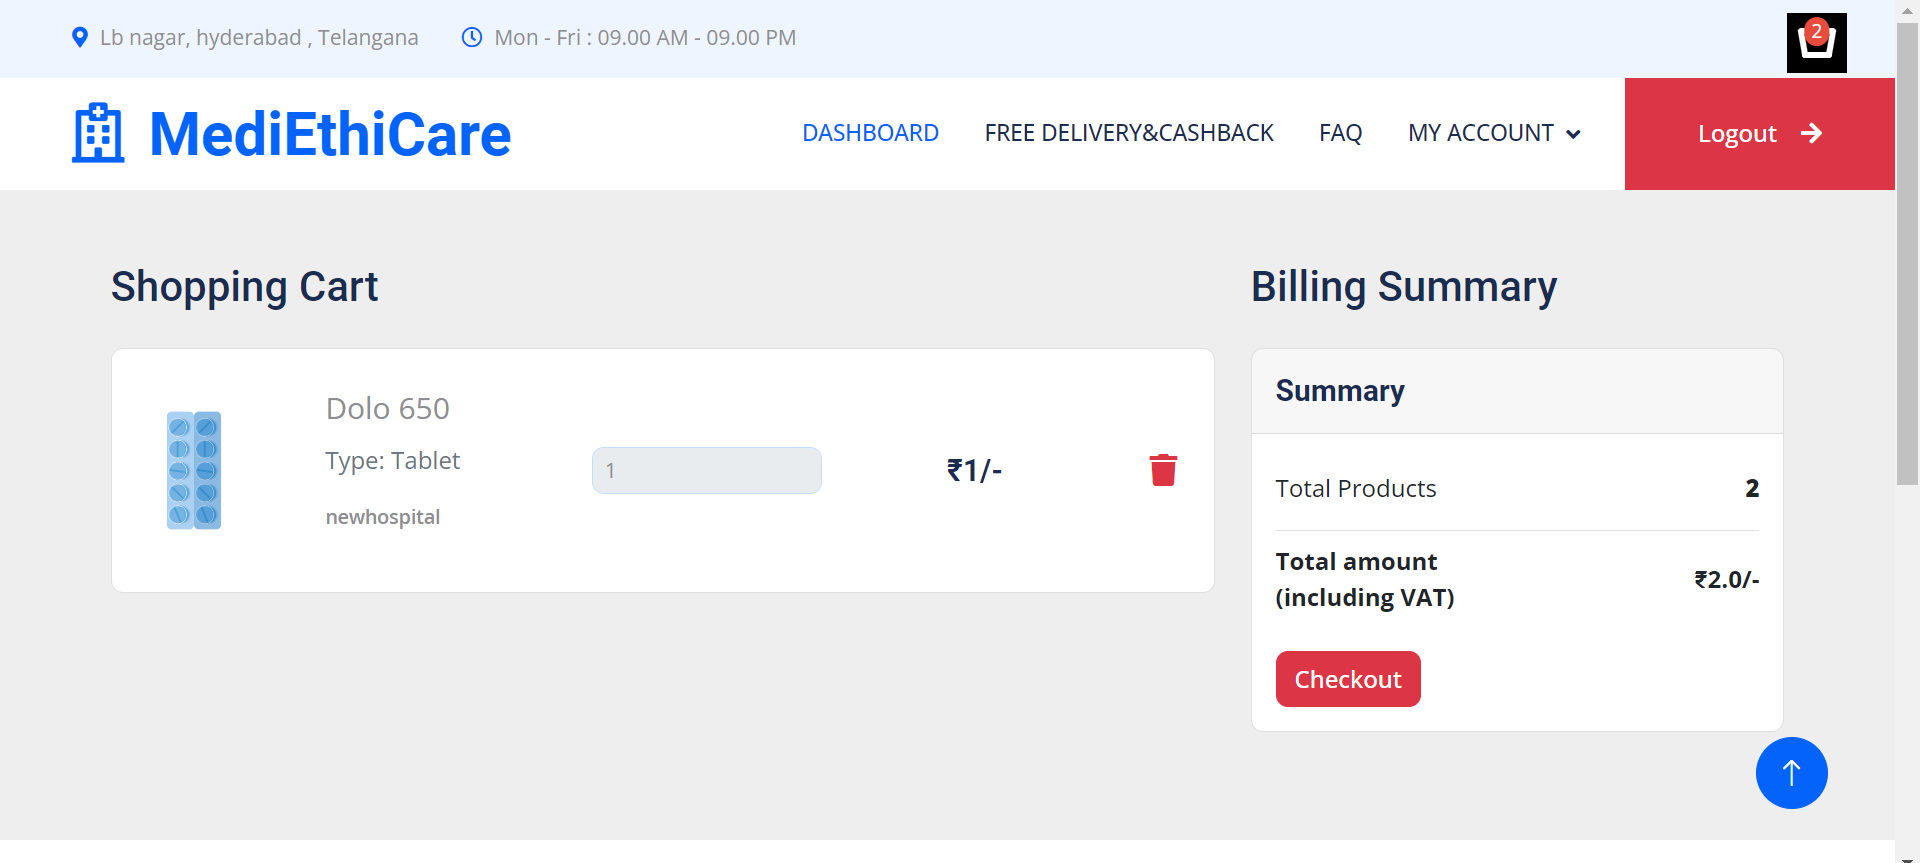 Lb nagar, hyderabad , Telangana
Mon - Fri : 09.00 AM - 09.00 PM
2
MediEthiCare
DASHBOARD
FREE DELIVERY&CASHBACK
FAQ
MY ACCOUNT
Logout
Shopping Cart
Dolo 650
Type: Tablet
newhospital
1
₹1/-
Billing Summary
Summary
Total Products 2
Total amount
(including VAT)
₹2.0/-
Checkout